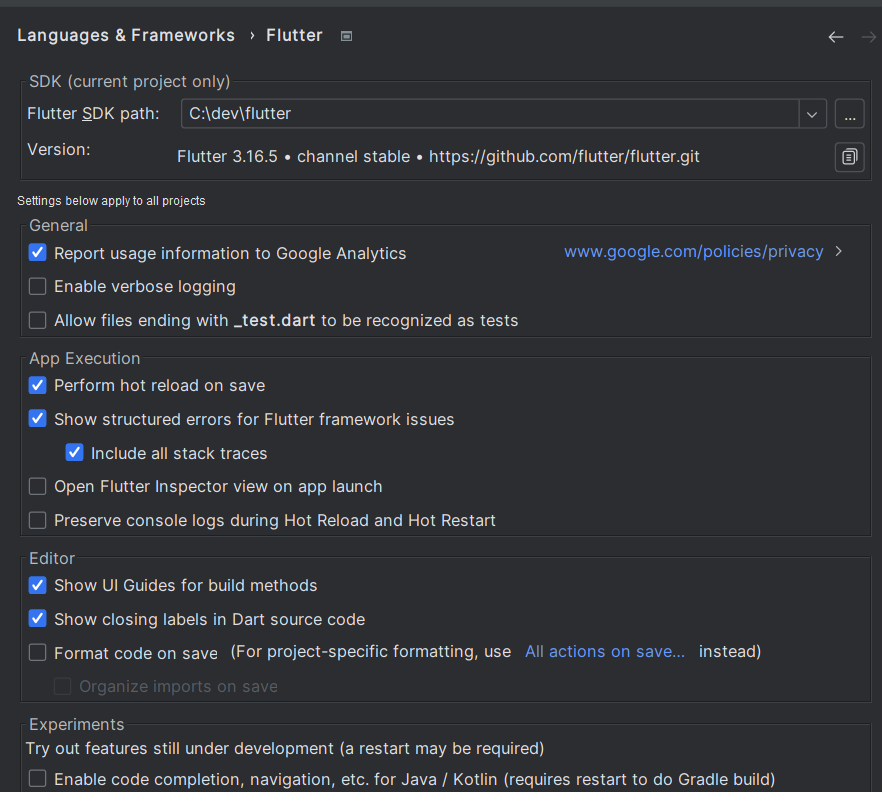 Languages & Frameworks › Flutter
SDK (current project only)
Flutter SDK path: C:\dev\flutter ...
Version: Flutter 3.16.5 • channel stable • https://github.com/flutter/flutter.git
Settings below apply to all projects
General
Report usage information to Google Analytics www.google.com/policies/privacy
Enable verbose logging
Allow files ending with _test.dart to be recognized as tests
App Execution
Perform hot reload on save
Show structured errors for Flutter framework issues
Include all stack traces
Open Flutter Inspector view on app launch
Preserve console logs during Hot Reload and Hot Restart
Editor
Show UI Guides for build methods
Show closing labels in Dart source code
Format code on save (For project-specific formatting, use All actions on save... instead)
Organize imports on save
Experiments
Try out features still under development (a restart may be required)
Enable code completion, navigation, etc. for Java / Kotlin (requires restart to do Gradle build)